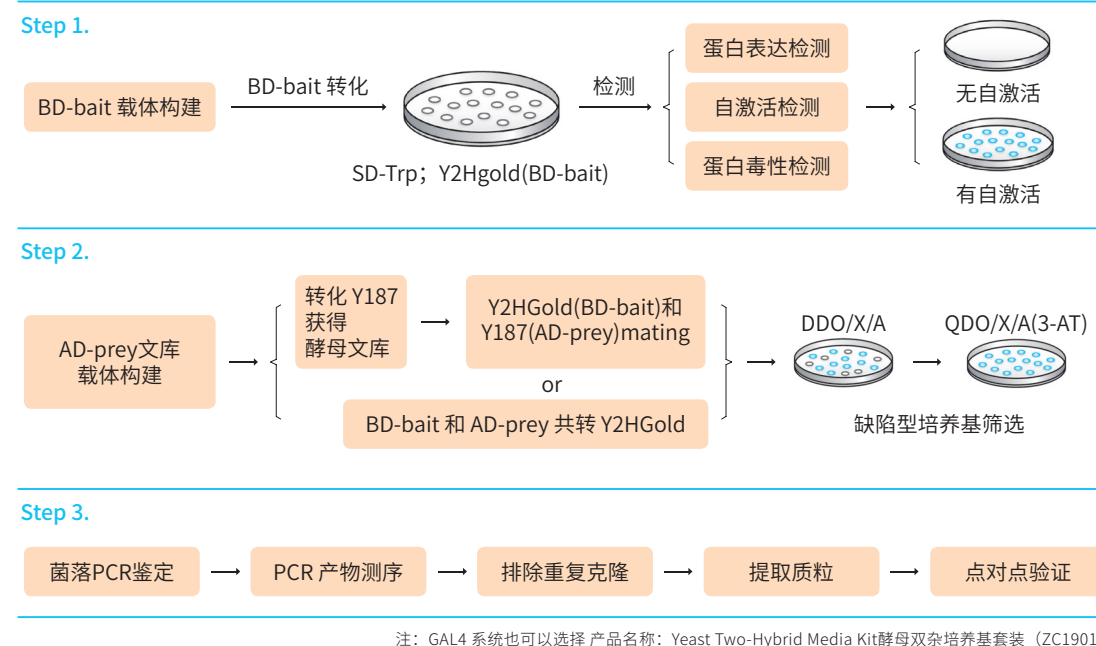 Step 1.
BD-bait 载体构建
BD-bait 转化
SD-Trp；Y2Hgold(BD-bait)
检测
蛋白表达检测
自激活检测
蛋白毒性检测
无自激活
有自激活
Step 2.
AD-prey文库
载体构建
转化 Y187
获得
酵母文库
Y2HGold(BD-bait)和
Y187(AD-prey)mating
or
BD-bait 和 AD-prey 共转 Y2HGold
DDO/X/A
QDO/X/A(3-AT)
缺陷型培养基筛选
Step 3.
菌落PCR鉴定
PCR 产物测序
排除重复克隆
提取质粒
点对点验证
注：GAL4 系统也可以选择 产品名称：Yeast Two-Hybrid Media Kit酵母双杂培养基套装（ZC1901